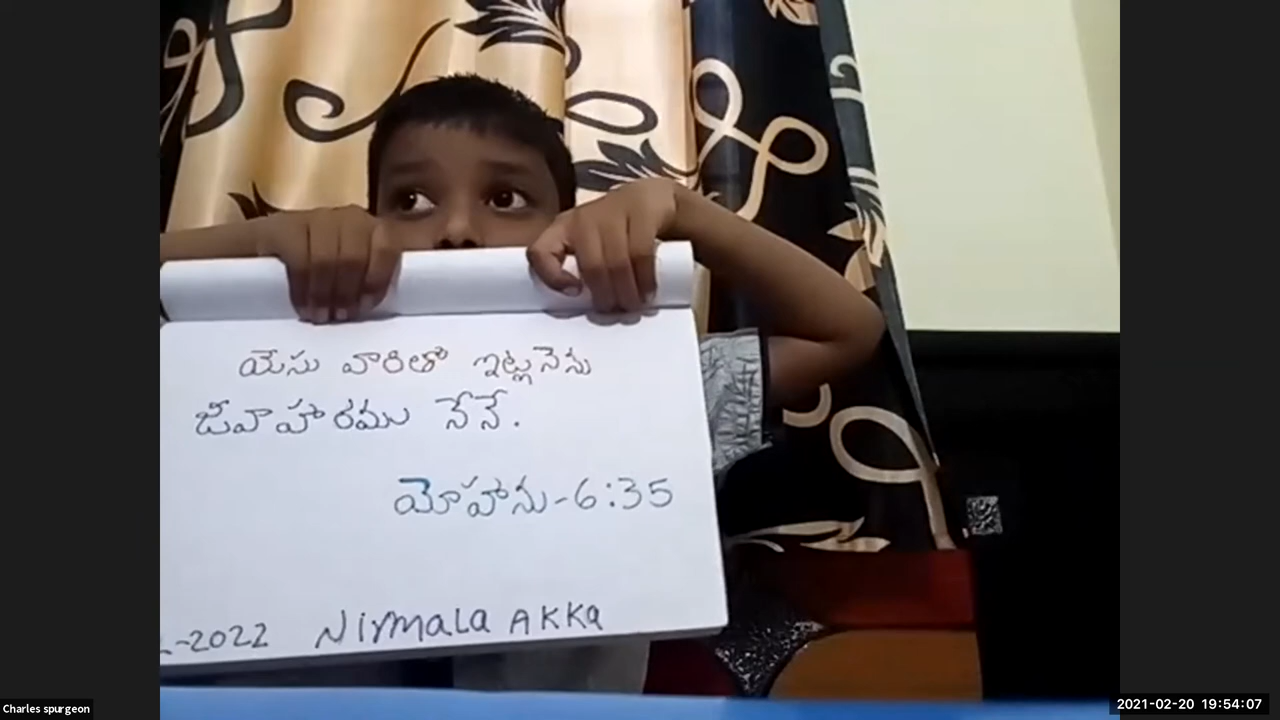 యేసు వారితో ఇట్లనెను
జీవాహారము నేనే.
యోహాను-6:35
-2022 Nirmala AKKa
Charles spurgeon
2021-02-20 19:54:07